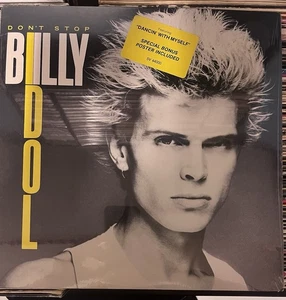 DON'T STOP
BILLY
IDOL
"DANCIN' WITH MYSELF"
SPECIAL BONUS
POSTER INCLUDED